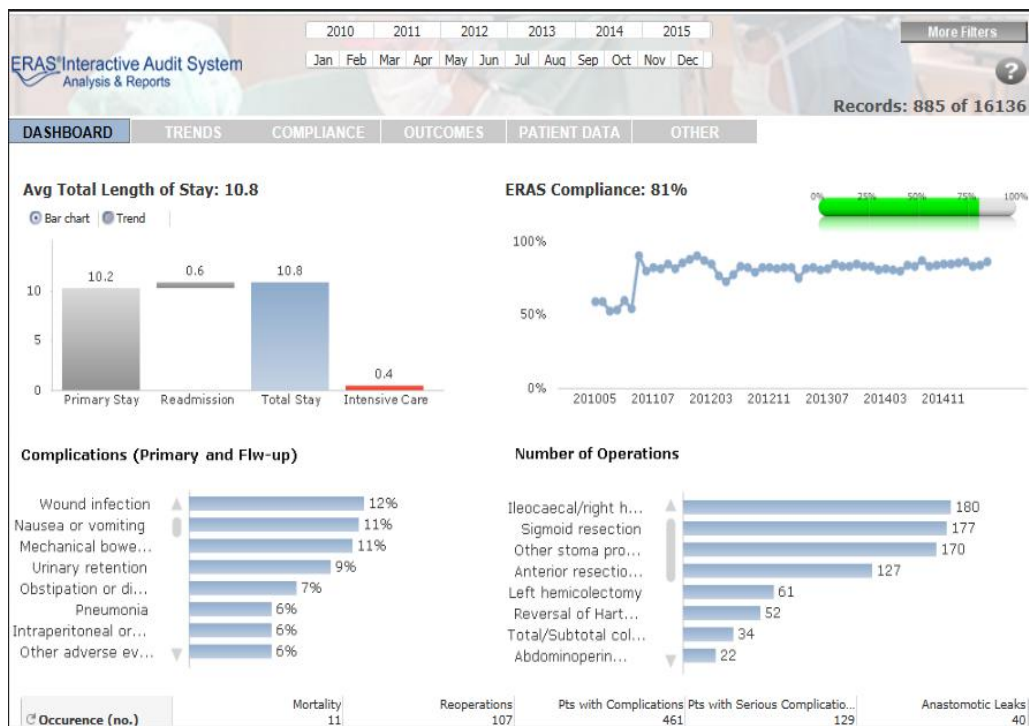 2010 2011 2012 2013 2014 2015
More Filters
Jan Feb Mar Apr May Jun Jul Aug Sep Oct Nov Dec
ERAS® Interactive Audit System
Analysis & Reports
?
Records: 885 of 16136
DASHBOARD TRENDS COMPLIANCE OUTCOMES PATIENT DATA OTHER
Avg Total Length of Stay: 10.8
Bar chart Trend
10.2 0.6 10.8 0.4
10
5
0
Primary Stay Readmission Total Stay Intensive Care
ERAS Compliance: 81%
0% 25% 50% 75% 100%
100%
50%
0%
201005 201107 201203 201211 201307 201403 201411
Complications (Primary and Flw-up)
Wound infection 12%
Nausea or vomiting 11%
Mechanical bowe... 11%
Urinary retention 9%
Obstipation or di... 7%
Pneumonia 6%
Intraperitoneal or... 6%
Other adverse ev... 6%
Number of Operations
Ileocaecal/right h... 180
Sigmoid resection 177
Other stoma pro... 170
Anterior resectio... 127
Left hemicolectomy 61
Reversal of Hart... 52
Total/Subtotal col... 34
Abdominoperin... 22
Mortality Reoperations Pts with Complications Pts with Serious Complicatio... Anastomotic Leaks
Occurence (no.) 11 107 461 129 40